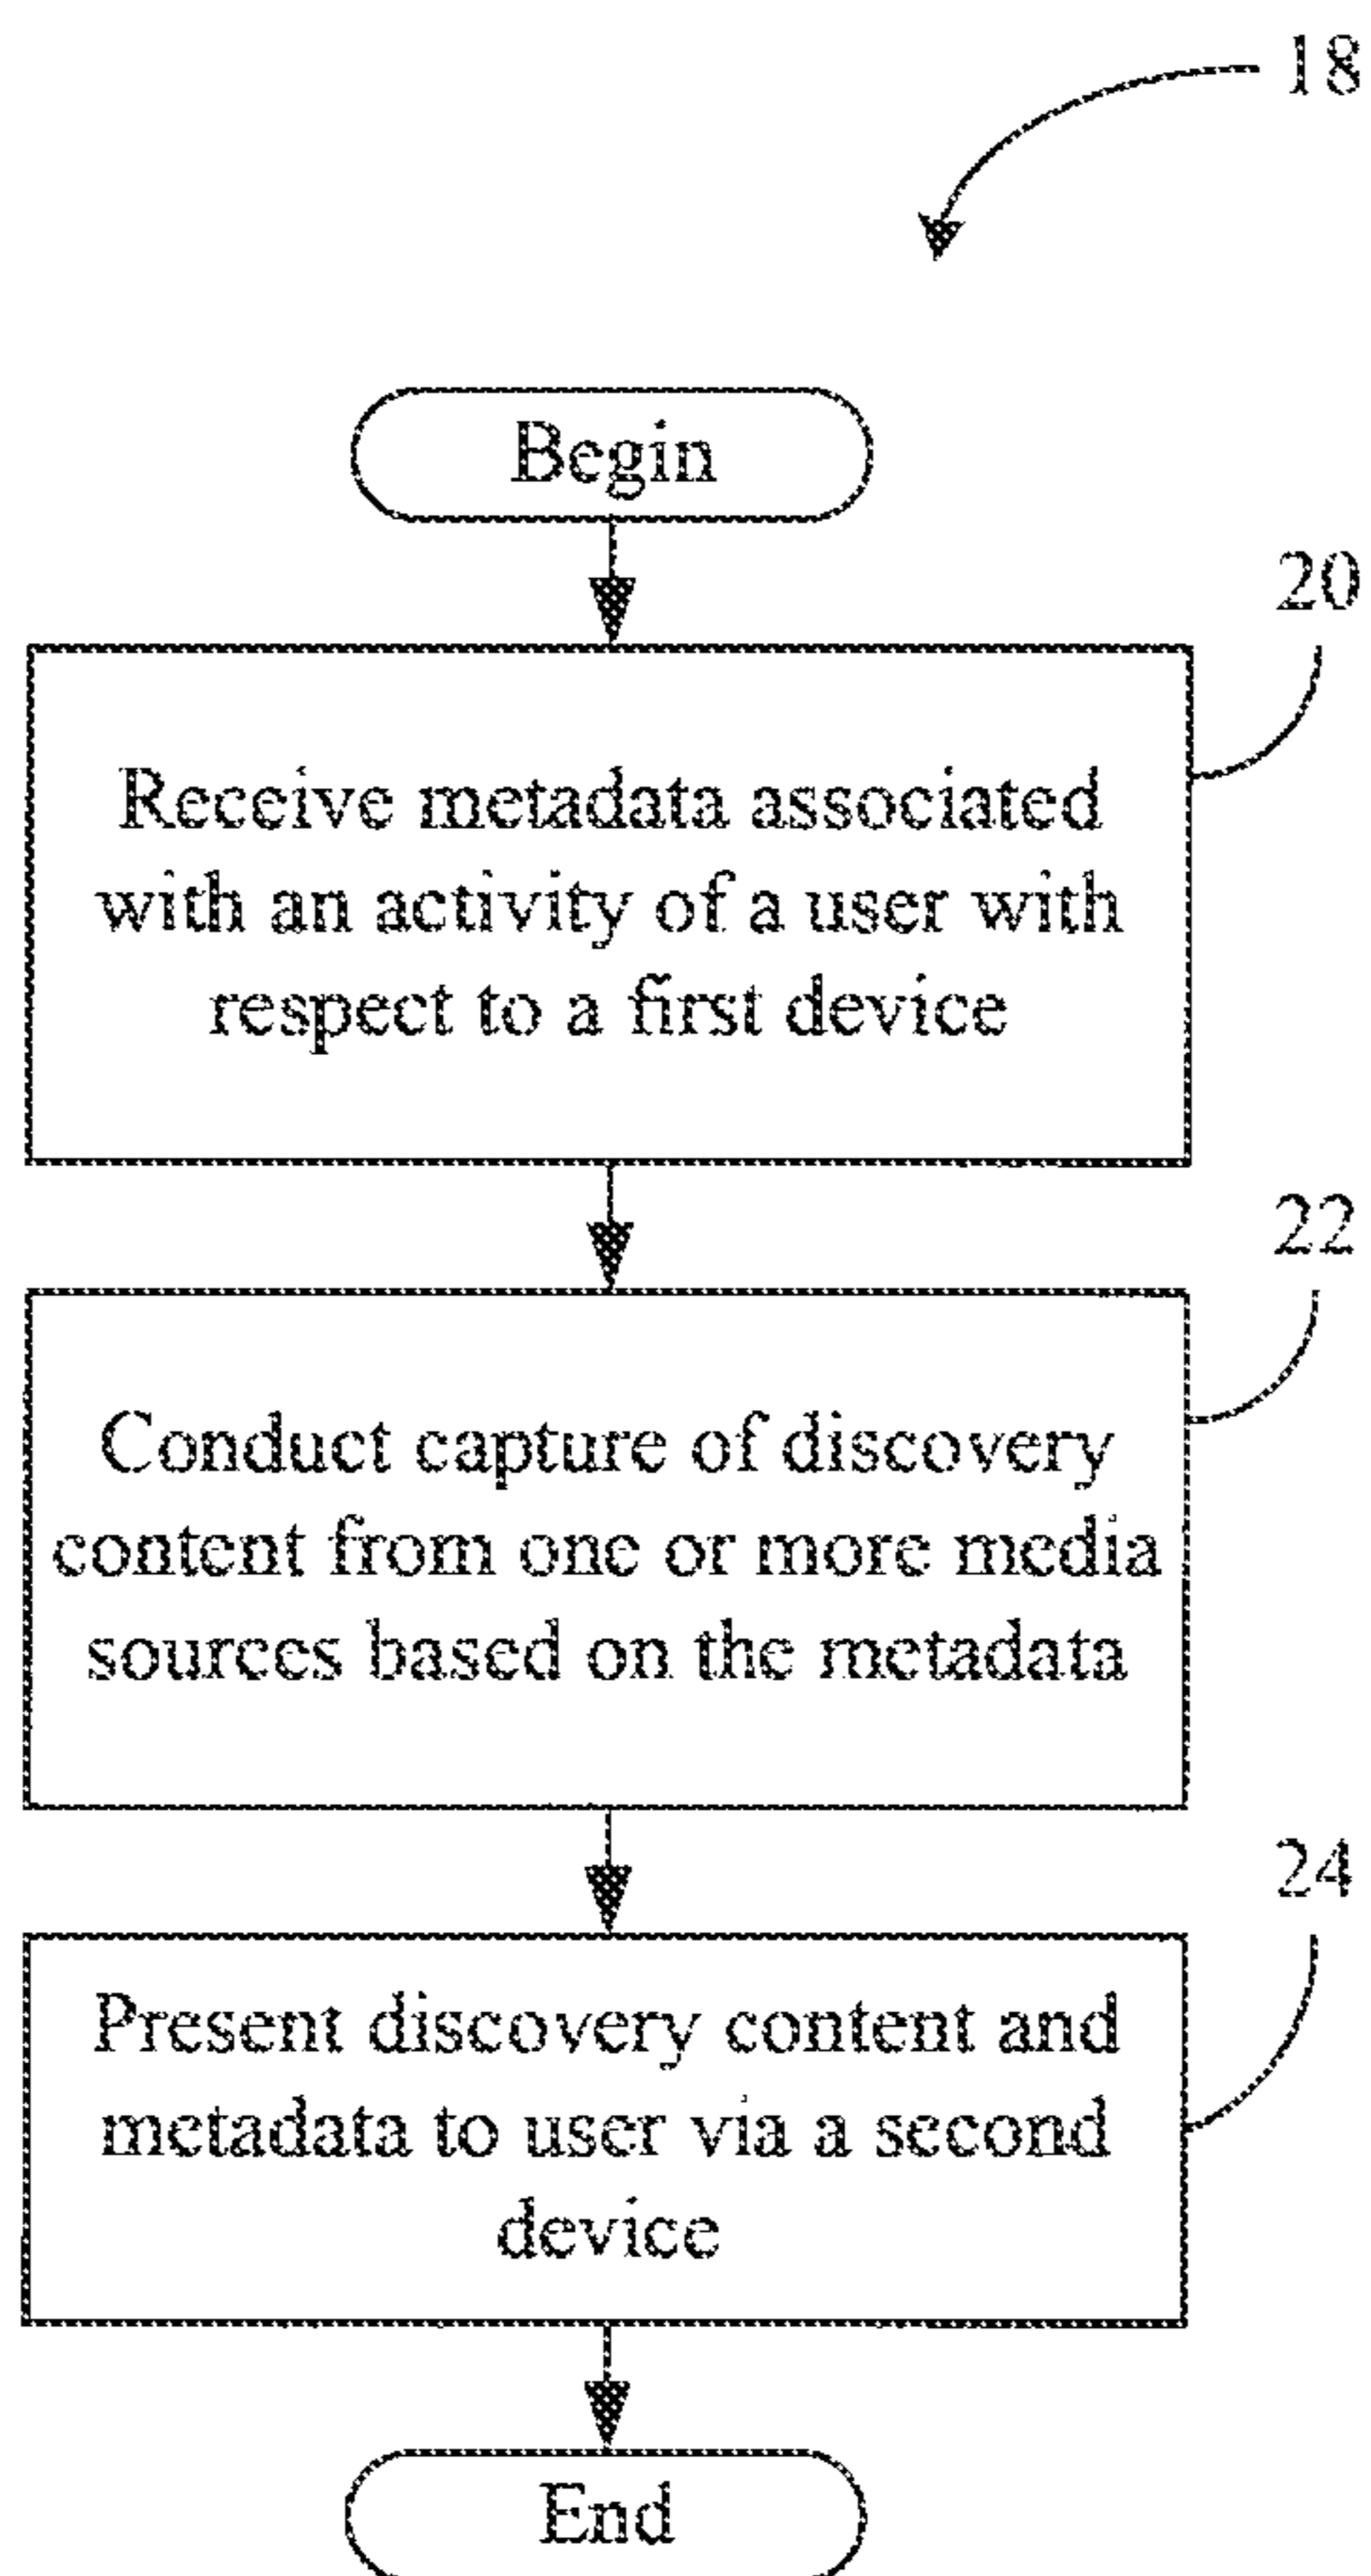 18
Begin
20
Receive metadata associated
with an activity of a user with
respect to a first device
22
Conduct capture of discovery
content from one or more media
sources based on the metadata
24
Present discovery content and
metadata to user via a second
device
End